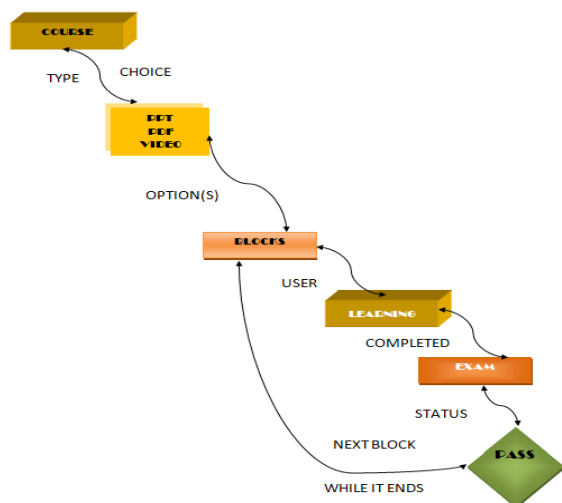 COURSE
TYPE
CHOICE
PPT
PDF
VIDEO
OPTION(S)
BLOCKS
USER
LEARNING
COMPLETED
EXAM
STATUS
PASS
NEXT BLOCK
WHILE IT ENDS